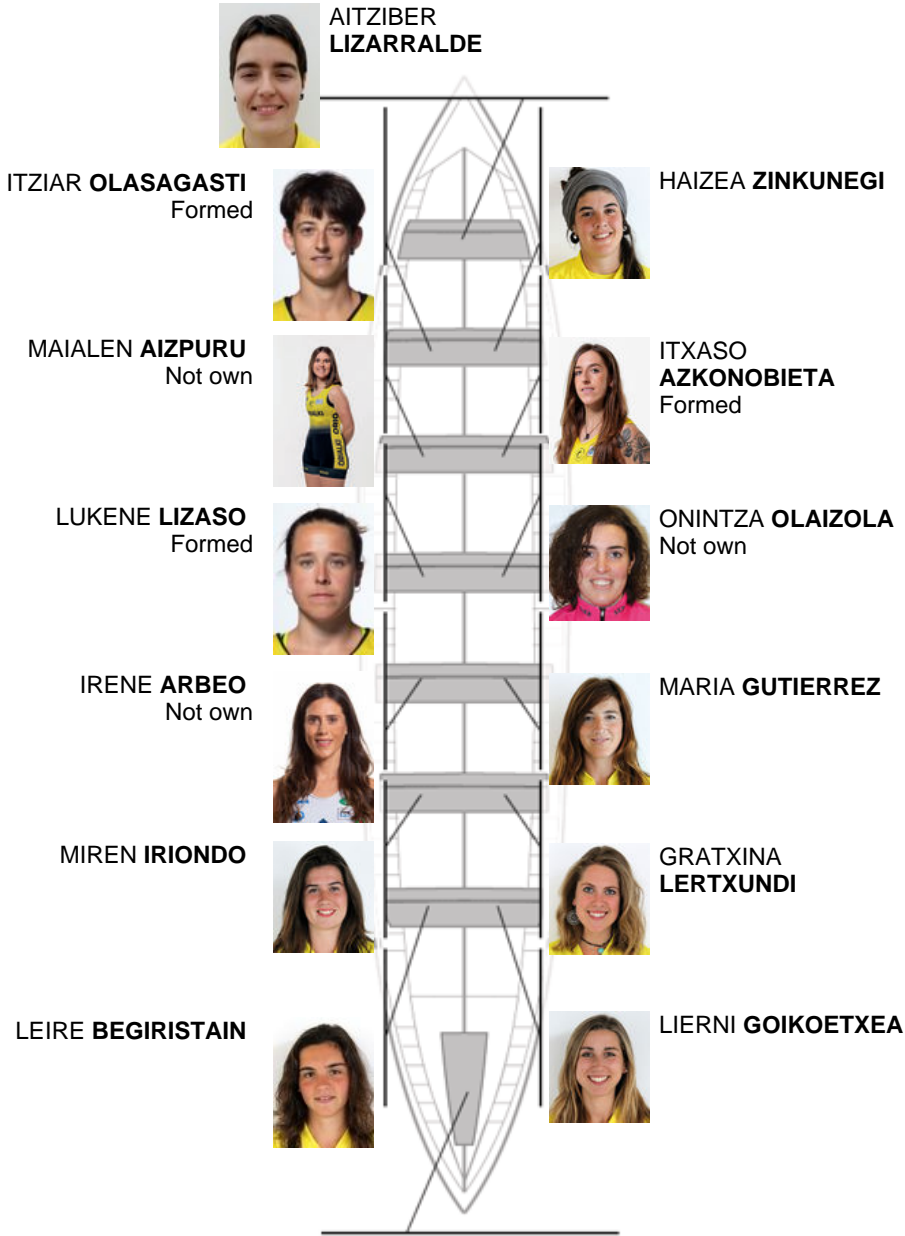 AITZIBER
LIZARRALDE
ITZIAR OLASAGASTI
Formed
HAIZEA ZINKUNEGI
MAIALEN AIZPURU
Not own
ITXASO
AZKONOBIETA
Formed
LUKENE LIZASO
Formed
ONINTZA OLAIZOLA
Not own
IRENE ARBEO
Not own
MARIA GUTIERREZ
MIREN IRIONDO
GRATXINA
LERTXUNDI
LEIRE BEGIRISTAIN
LIERNI GOIKOETXEA